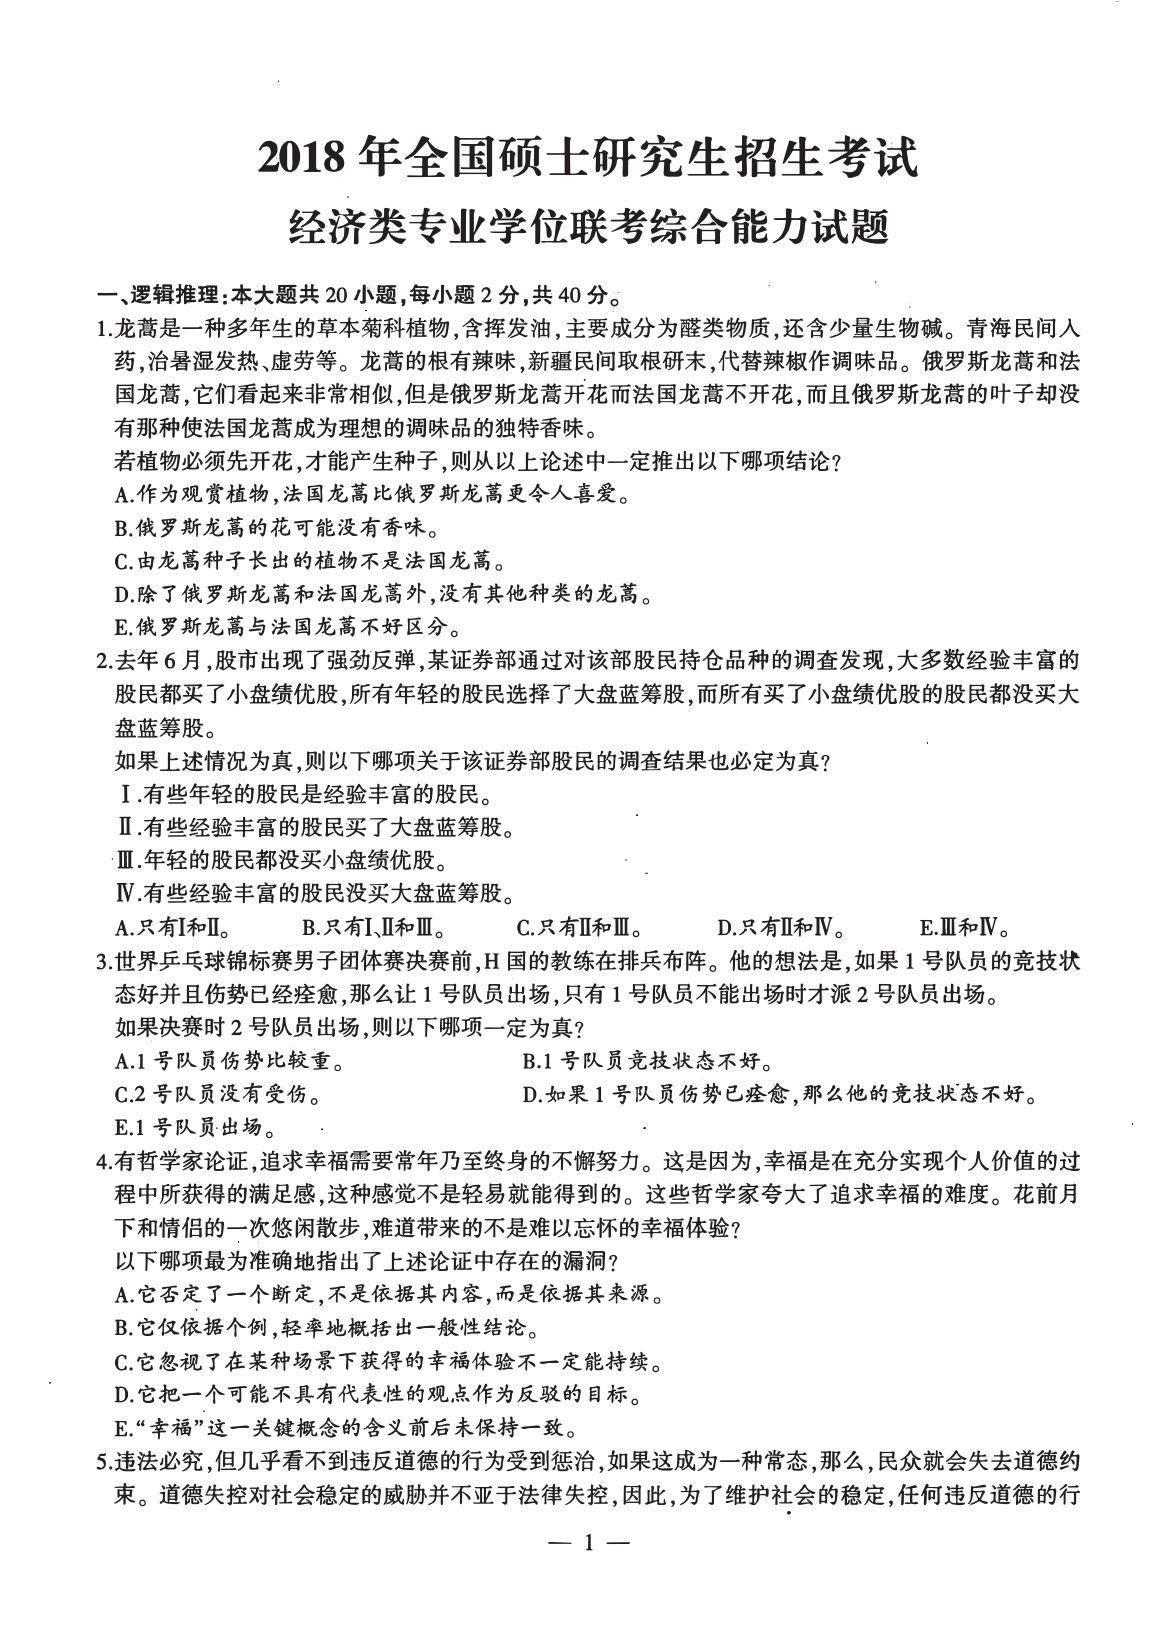 2018 年全国硕士研究生招生考试
经济类专业学位联考综合能力试题
一、逻辑推理:本大题共 20 小题,每小题 2 分,共 40 分。
1.龙蒿是一种多年生的草本菊科植物,含挥发油,主要成分为醛类物质,还含少量生物碱。青海民间入
药,治暑湿发热、虚劳等。龙蒿的根有辣味,新疆民间取根研末,代替辣椒作调味品。俄罗斯龙蒿和法
国龙蒿,它们看起来非常相似,但是俄罗斯龙蒿开花而法国龙蒿不开花,而且俄罗斯龙蒿的叶子却没
有那种使法国龙蒿成为理想的调味品的独特香味。
若植物必须先开花,才能产生种子,则从以上论述中一定推出以下哪项结论?
A.作为观赏植物,法国龙蒿比俄罗斯龙蒿更令人喜爱。
B.俄罗斯龙蒿的花可能没有香味。
C.由龙蒿种子长出的植物不是法国龙蒿。
D.除了俄罗斯龙蒿和法国龙蒿外,没有其他种类的龙蒿。
E.俄罗斯龙蒿与法国龙蒿不好区分。
2.去年 6 月,股市出现了强劲反弹,某证券部通过对该部股民持仓品种的调查发现,大多数经验丰富的
股民都买了小盘绩优股,所有年轻的股民选择了大盘蓝筹股,而所有买了小盘绩优股的股民都没买大
盘蓝筹股。
如果上述情况为真,则以下哪项关于该证券部股民的调查结果也必定为真?
Ⅰ.有些年轻的股民是经验丰富的股民。
Ⅱ.有些经验丰富的股民买了大盘蓝筹股。
Ⅲ.年轻的股民都没买小盘绩优股。
Ⅳ.有些经验丰富的股民没买大盘蓝筹股。
A.只有Ⅰ和Ⅱ。 B.只有Ⅰ、Ⅱ和Ⅲ。 C.只有Ⅱ和Ⅲ。 D.只有Ⅱ和Ⅳ。 E.Ⅲ和Ⅳ。
3.世界乒乓球锦标赛男子团体赛决赛前,H 国的教练在排兵布阵。他的想法是,如果 1 号队员的竞技状
态好并且伤势已经痊愈,那么让 1 号队员出场,只有 1 号队员不能出场时才派 2 号队员出场。
如果决赛时 2 号队员出场,则以下哪项一定为真?
A.1 号队员伤势比较重。 B.1 号队员竞技状态不好。
C.2 号队员没有受伤。 D.如果 1 号队员伤势已痊愈,那么他的竞技状态不好。
E.1 号队员出场。
4.有哲学家论证,追求幸福需要常年乃至终身的不懈努力。这是因为,幸福是在充分实现个人价值的过
程中所获得的满足感,这种感觉不是轻易就能得到的。这些哲学家夸大了追求幸福的难度。花前月
下和情侣的一次悠闲散步,难道带来的不是难以忘怀的幸福体验?
以下哪项最为准确地指出了上述论证中存在的漏洞?
A.它否定了一个断定,不是依据其内容,而是依据其来源。
B.它仅依据个例,轻率地概括出一般性结论。
C.它忽视了在某种场景下获得的幸福体验不一定能持续。
D.它把一个可能不具有代表性的观点作为反驳的目标。
E.“幸福”这一关键概念的含义前后未保持一致。
5.违法必究,但几乎看不到违反道德的行为受到惩治,如果这成为一种常态,那么,民众就会失去道德约
束。道德失控对社会稳定的威胁并不亚于法律失控,因此,为了维护社会的稳定,任何违反道德的行
— 1 —